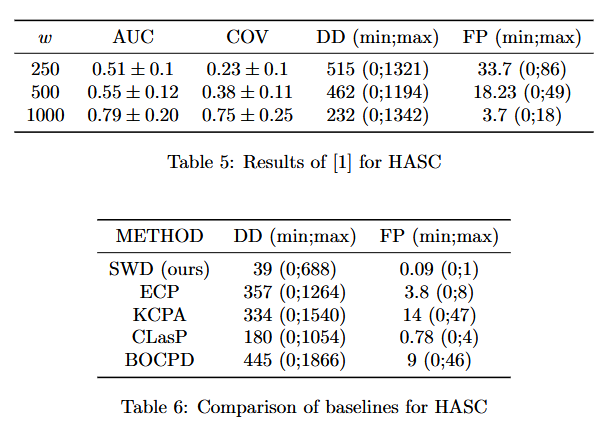 w AUC COV DD (min;max) FP (min;max)
250 0.51 ± 0.1 0.23 ± 0.1 515 (0;1321) 33.7 (0;86)
500 0.55 ± 0.12 0.38 ± 0.11 462 (0;1194) 18.23 (0;49)
1000 0.79 ± 0.20 0.75 ± 0.25 232 (0;1342) 3.7 (0;18)
Table 5: Results of [1] for HASC
METHOD DD (min;max) FP (min;max)
SWD (ours) 39 (0;688) 0.09 (0;1)
ECP 357 (0;1264) 3.8 (0;8)
KCPA 334 (0;1540) 14 (0;47)
CLasP 180 (0;1054) 0.78 (0;4)
BOCPD 445 (0;1866) 9 (0;46)
Table 6: Comparison of baselines for HASC